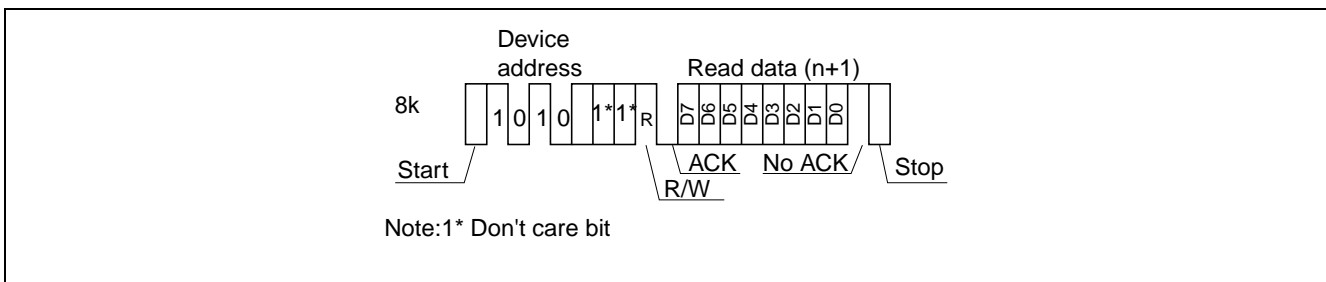 Device
address
Read data (n+1)
8k
1 0 1 0 1* 1* R D7 D6 D5 D4 D3 D2 D1 D0
Start
ACK
No ACK
Stop
R/W
Note:1* Don't care bit